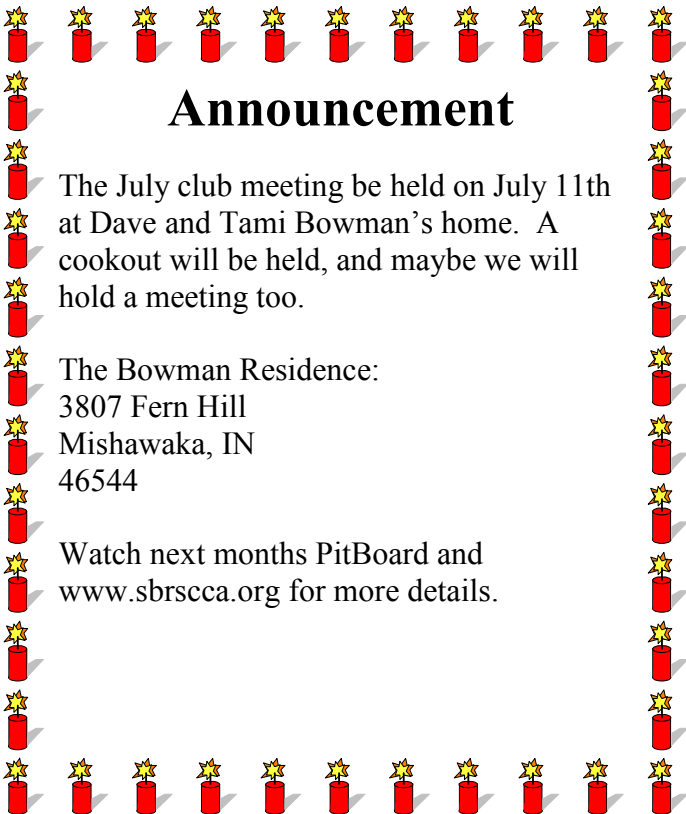 Announcement
The July club meeting be held on July 11th
at Dave and Tami Bowman’s home.  A
cookout will be held, and maybe we will
hold a meeting too.
The Bowman Residence:
3807 Fern Hill
Mishawaka, IN
46544
Watch next months PitBoard and
www.sbrscca.org for more details.